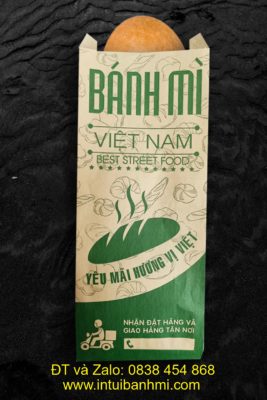 BÁNH MÌ
VIỆT NAM
BEST STREET FOOD
YÊU MÃI HƯƠNG VỊ VIỆT
NHẬN ĐẶT HÀNG VÀ
GIAO HÀNG TẬN NƠI
ĐT và Zalo: 0838 454 868
www.intuibanhmi.com